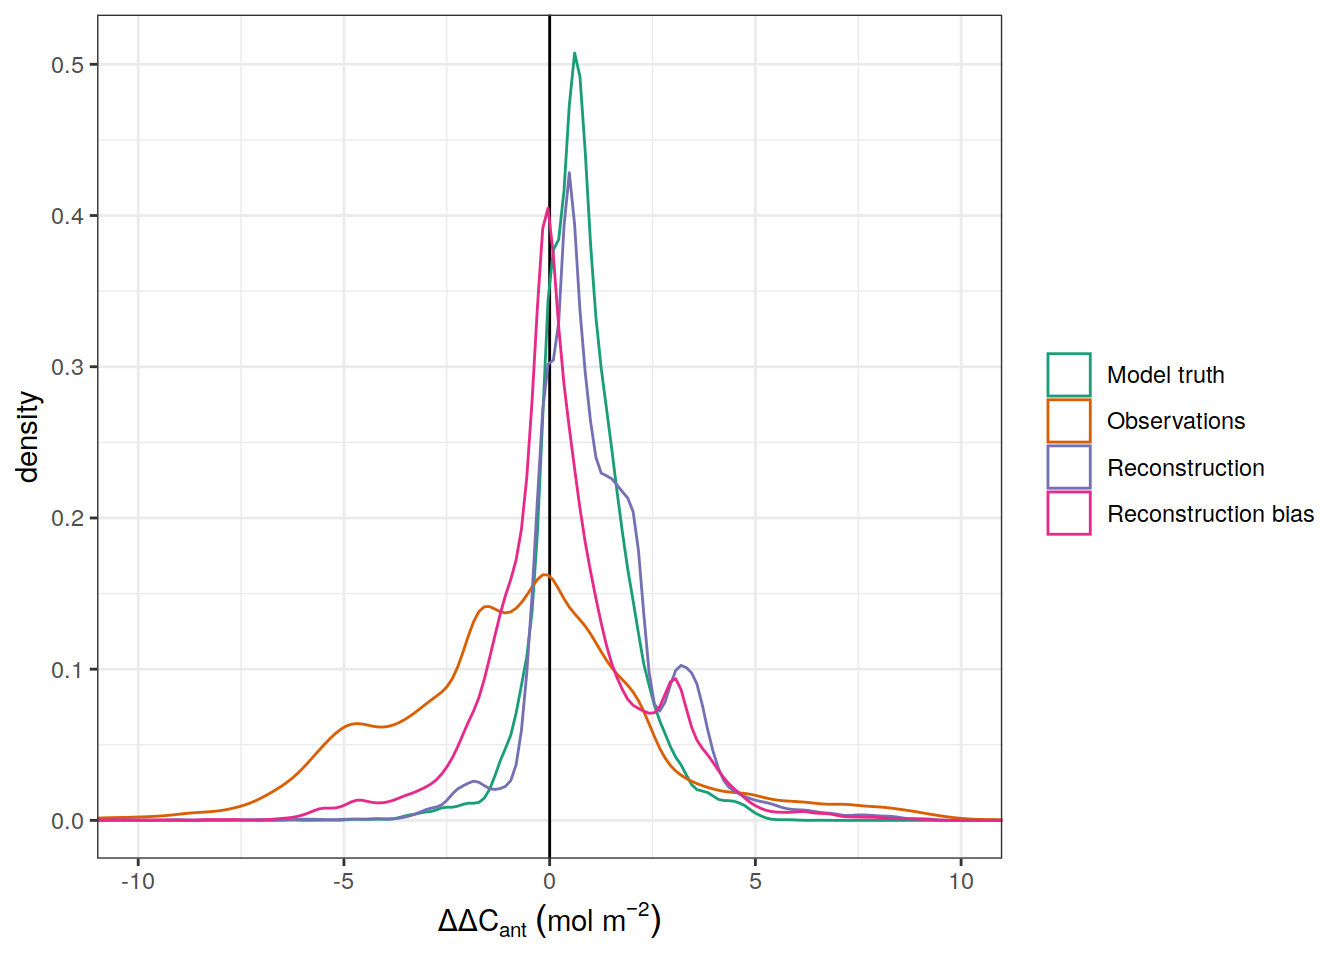 0.5
0.4
0.3
0.2
0.1
0.0
density
-10 -5 0 5 10
ΔΔC_ant (mol m⁻²)
Model truth
Observations
Reconstruction
Reconstruction bias